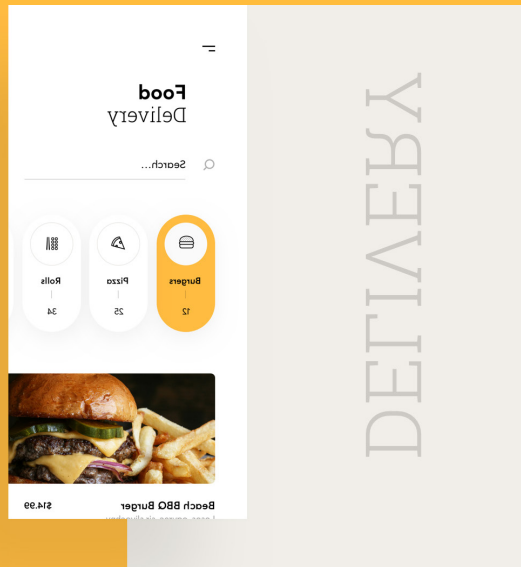 Food
Delivery
Search...
Burgers
Pizza
Rolls
12
25
34
Beach BBQ Burger
$14.99
DELIVERY